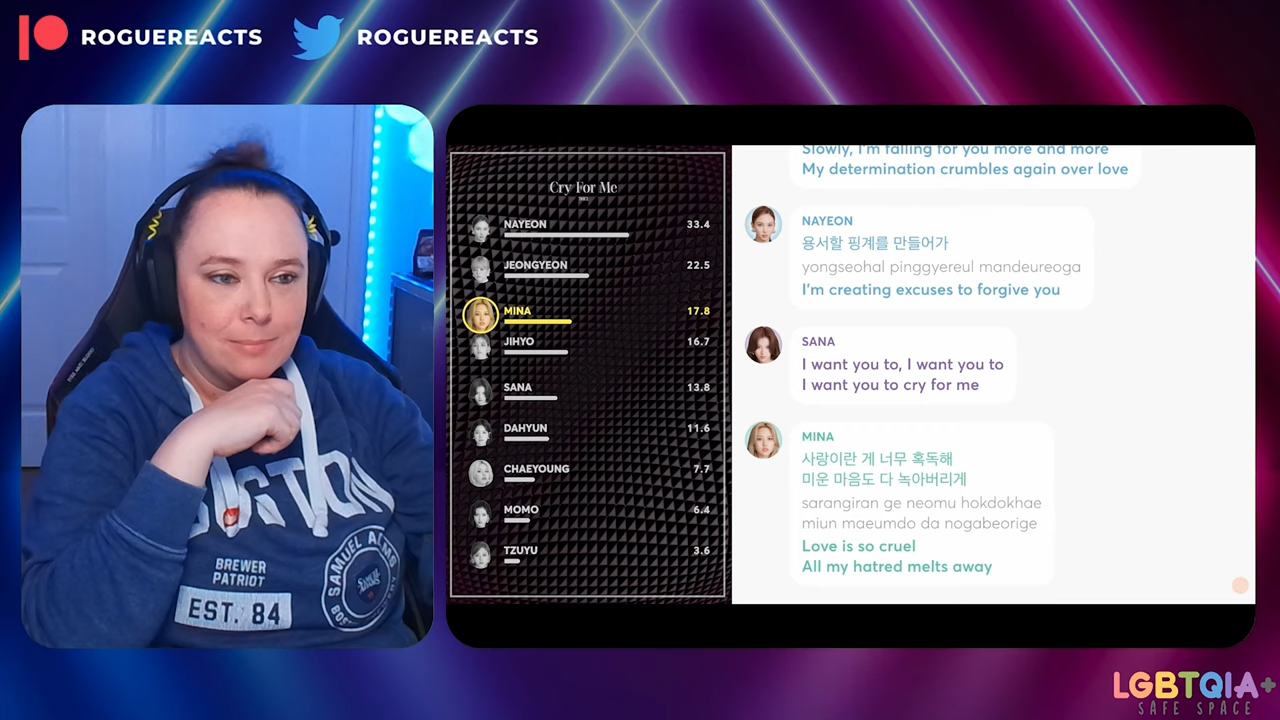 ROGUEREACTS
ROGUEREACTS
BREWER
PATRIOT
EST. 84
SAMUEL ADAMS
Cry For Me
TWICE
NAYEON 33.4
JEONGYEON 22.5
MINA 17.8
JIHYO 16.7
SANA 13.8
DAHYUN 11.6
CHAEYOUNG 7.7
MOMO 6.4
TZUYU 3.6
Slowly, I'm falling for you more and more
My determination crumbles again over love
NAYEON
용서할 핑계를 만들어가
yongseohal pinggyereul mandeureoga
I'm creating excuses to forgive you
SANA
I want you to, I want you to
I want you to cry for me
MINA
사랑이란 게 너무 혹독해
미운 마음도 다 녹아버리게
sarangiran ge neomu hokdokhae
miun maeumdo da nogabeorige
Love is so cruel
All my hatred melts away
LGBTQIA+
SAFE SPACE